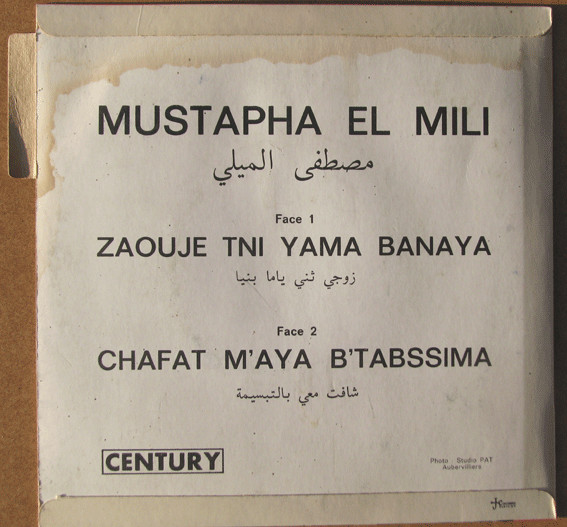 MUSTAPHA EL MILI
مصطفى الميلي
Face 1
ZAOUJE TNI YAMA BANAYA
زوجي ثني ياما بنيا
Face 2
CHAFAT M'AYA B'TABSSIMA
شافت معي بالتبسيمة
CENTURY
Photo Studio PAT
Aubervilliers